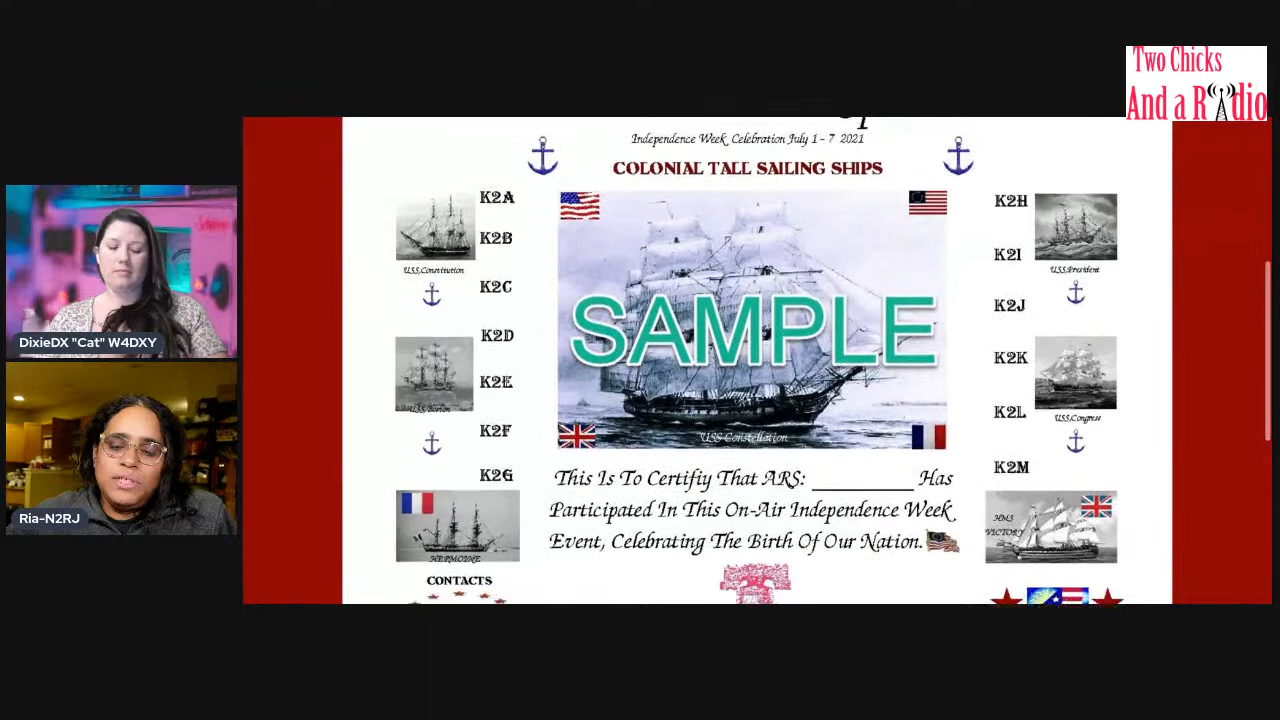 Two Chicks
And a Radio
Independence Week Celebration July 1 - 7 2021
COLONIAL TALL SAILING SHIPS
K2A
K2B
USS Constitution
K2C
K2D
K2E
USS Boston
K2F
K2G
HERMOINE
CONTACTS
SAMPLE
USS Constellation
K2H
K2I
USS President
K2J
K2K
K2L
USS Congress
K2M
HMS
VICTORY
This Is To Certifiy That ARS: __________ Has
Participated In This On-Air Independence Week
Event, Celebrating The Birth Of Our Nation.
DixieDX "Cat" W4DXY
Ria-N2RJ